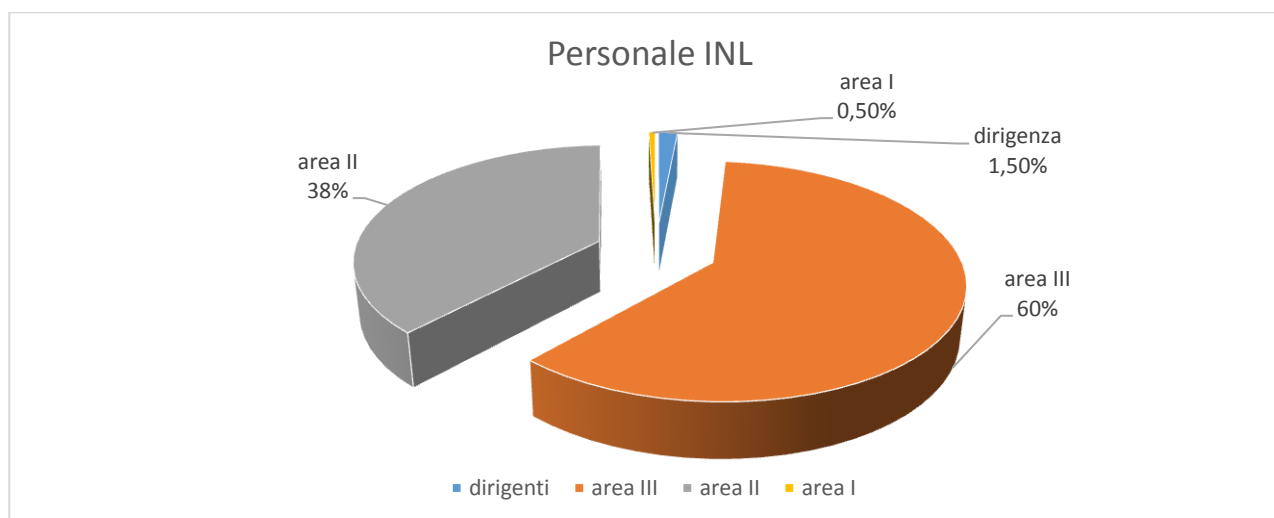 Personale INL
area I
0,50%
dirigenza
1,50%
area II
38%
area III
60%
dirigenti area III area II area I